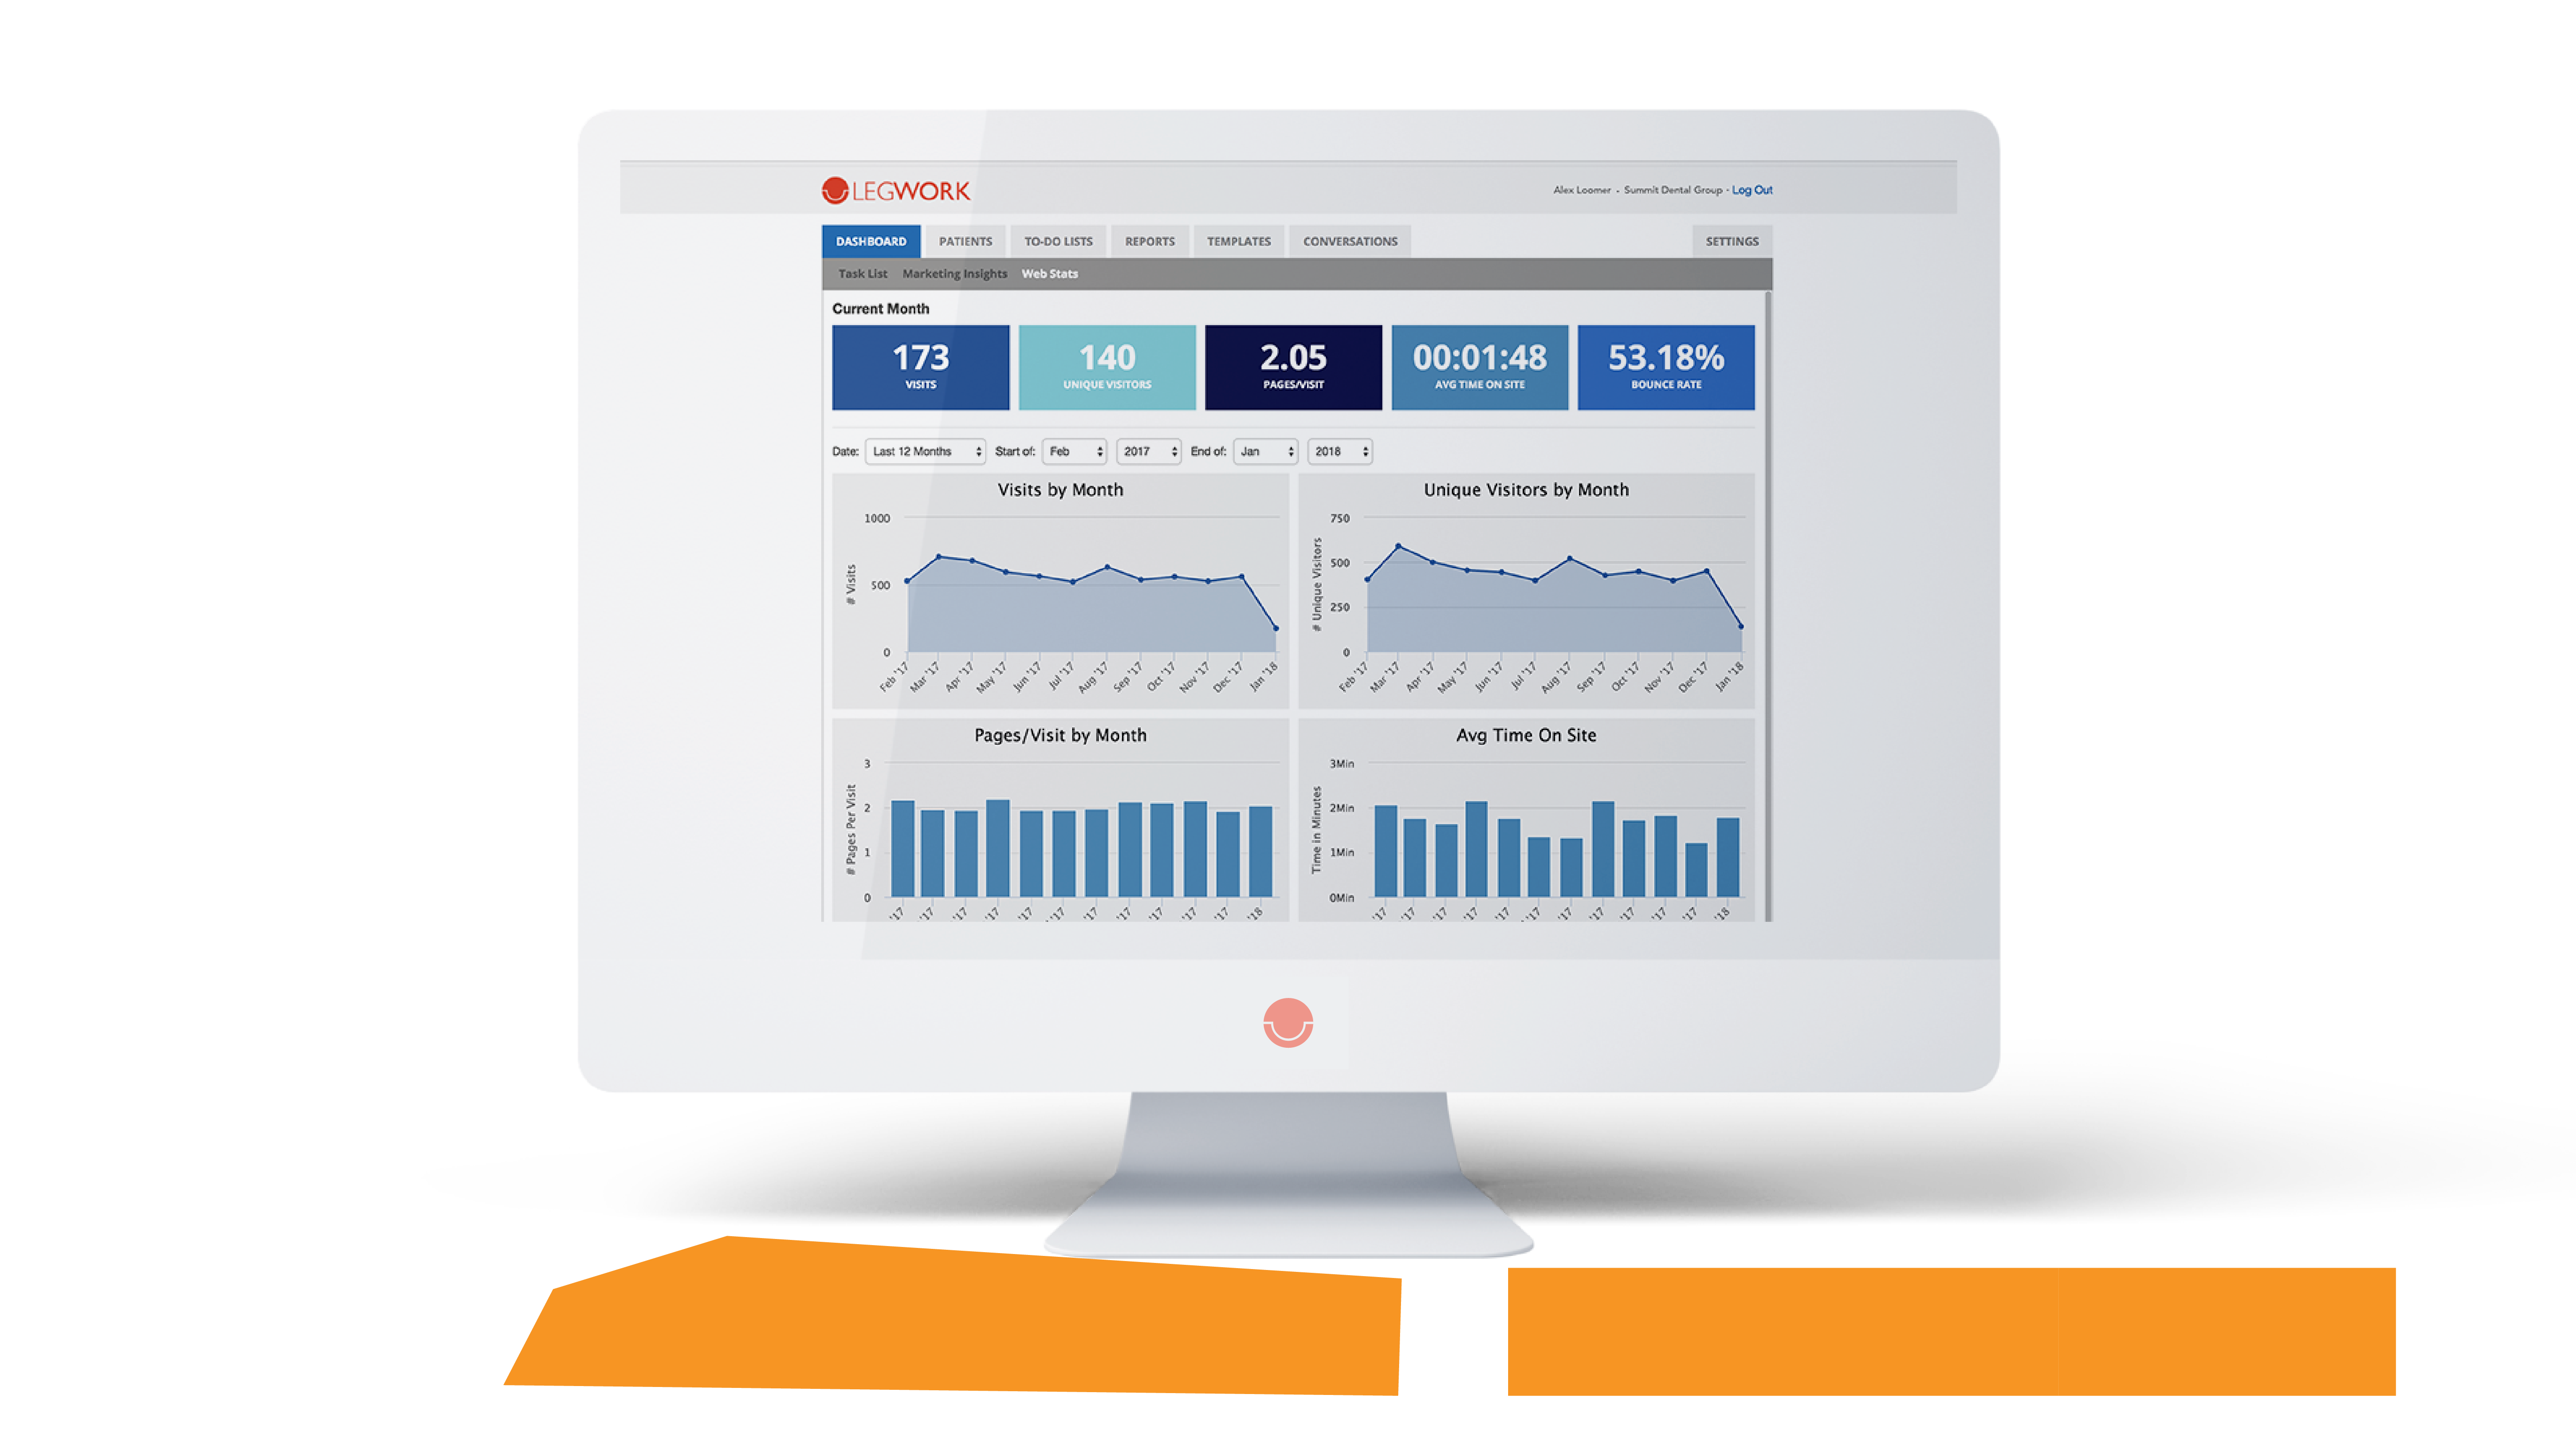 LEGWORK
Alex Loomer - Summit Dental Group - Log Out
DASHBOARD PATIENTS TO-DO LISTS REPORTS TEMPLATES CONVERSATIONS SETTINGS
Task List Marketing Insights Web Stats
Current Month
173 140 2.05 00:01:48 53.18%
VISITS UNIQUE VISITORS PAGES/VISIT AVG TIME ON SITE BOUNCE RATE
Date: Last 12 Months Start of: Feb 2017 End of: Jan 2018
Visits by Month
1000
500
0
# Visits
Feb '17 Mar '17 Apr '17 May '17 Jun '17 Jul '17 Aug '17 Sep '17 Oct '17 Nov '17 Dec '17 Jan '18
Unique Visitors by Month
750
500
250
0
# Unique Visitors
Feb '17 Mar '17 Apr '17 May '17 Jun '17 Jul '17 Aug '17 Sep '17 Oct '17 Nov '17 Dec '17 Jan '18
Pages/Visit by Month
3
2
1
0
# Pages Per Visit
'17 '17 '17 '17 '17 '17 '17 '17 '17 '17 '17 '18
Avg Time On Site
3Min
2Min
1Min
0Min
Time in Minutes
'17 '17 '17 '17 '17 '17 '17 '17 '17 '17 '17 '18